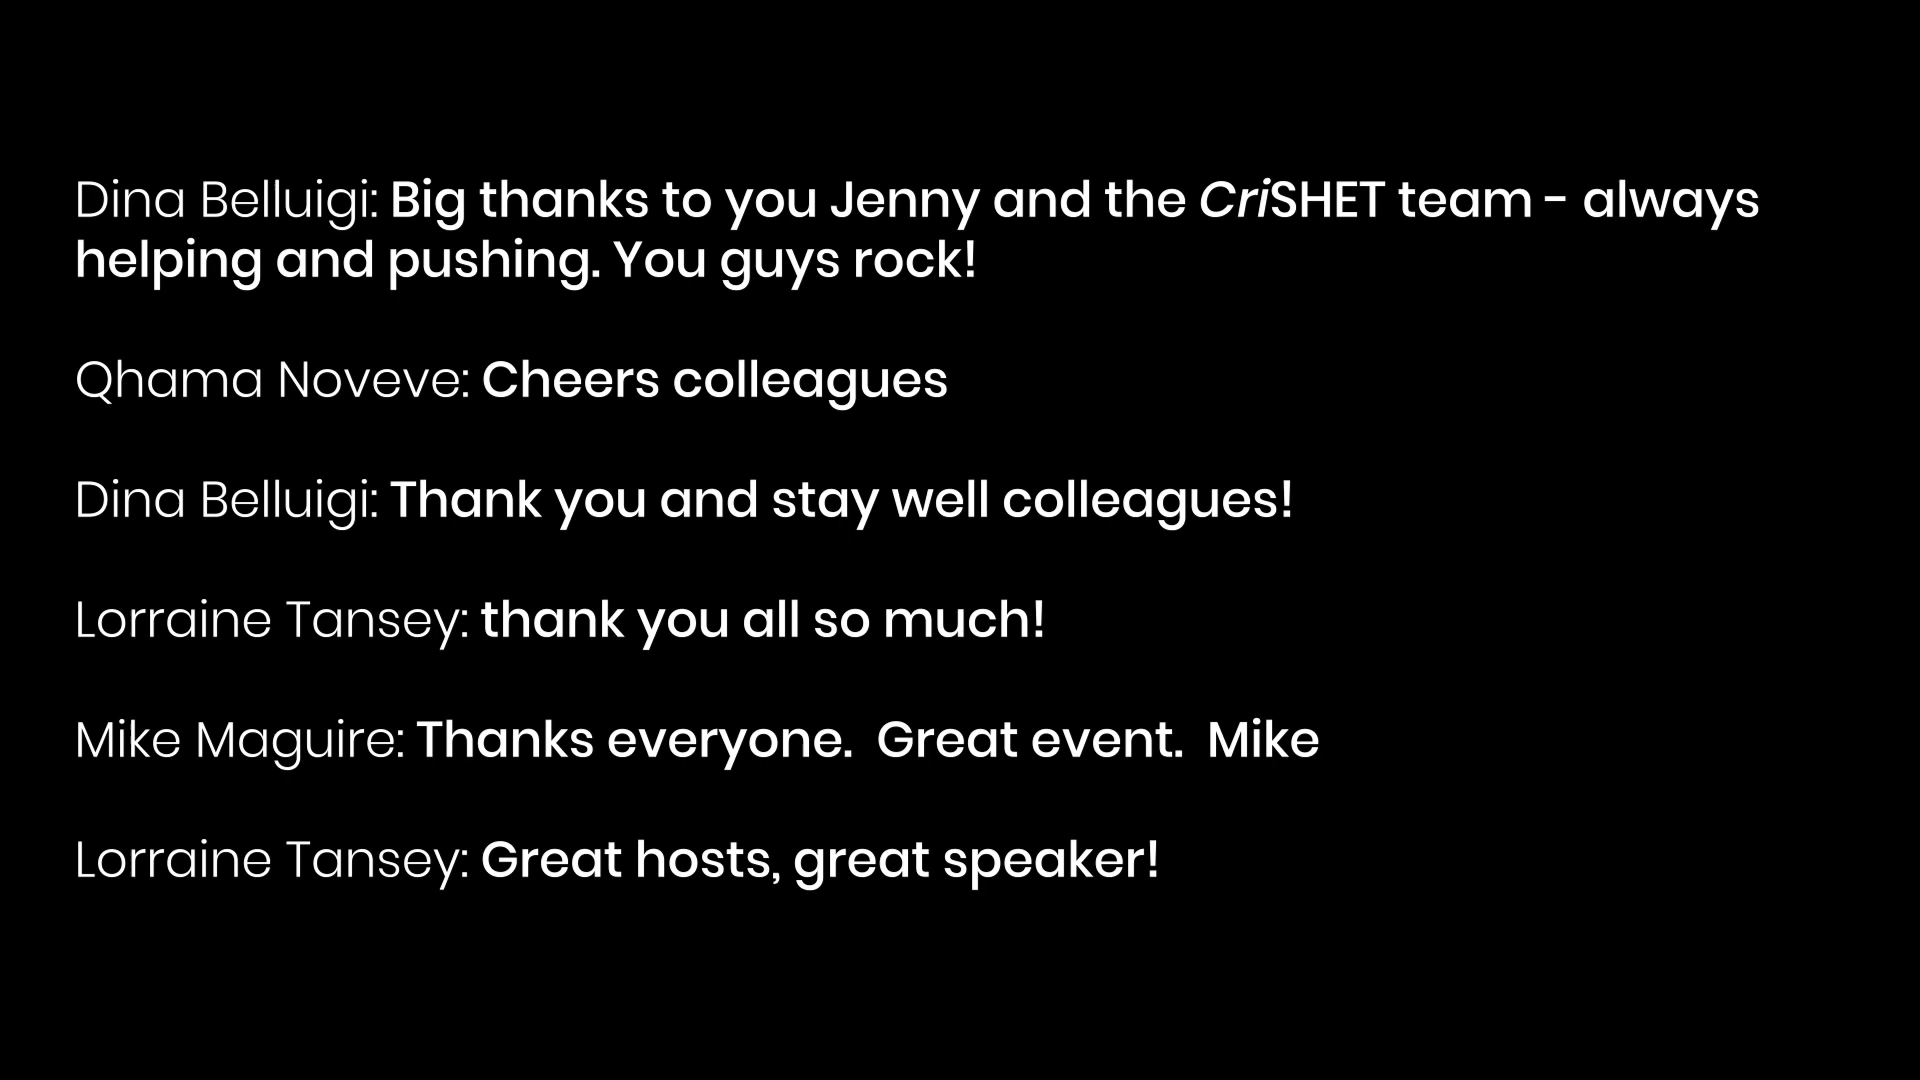 Dina Belluigi: Big thanks to you Jenny and the CriSHET team - always
helping and pushing. You guys rock!
Qhama Noveve: Cheers colleagues
Dina Belluigi: Thank you and stay well colleagues!
Lorraine Tansey: thank you all so much!
Mike Maguire: Thanks everyone.  Great event.  Mike
Lorraine Tansey: Great hosts, great speaker!